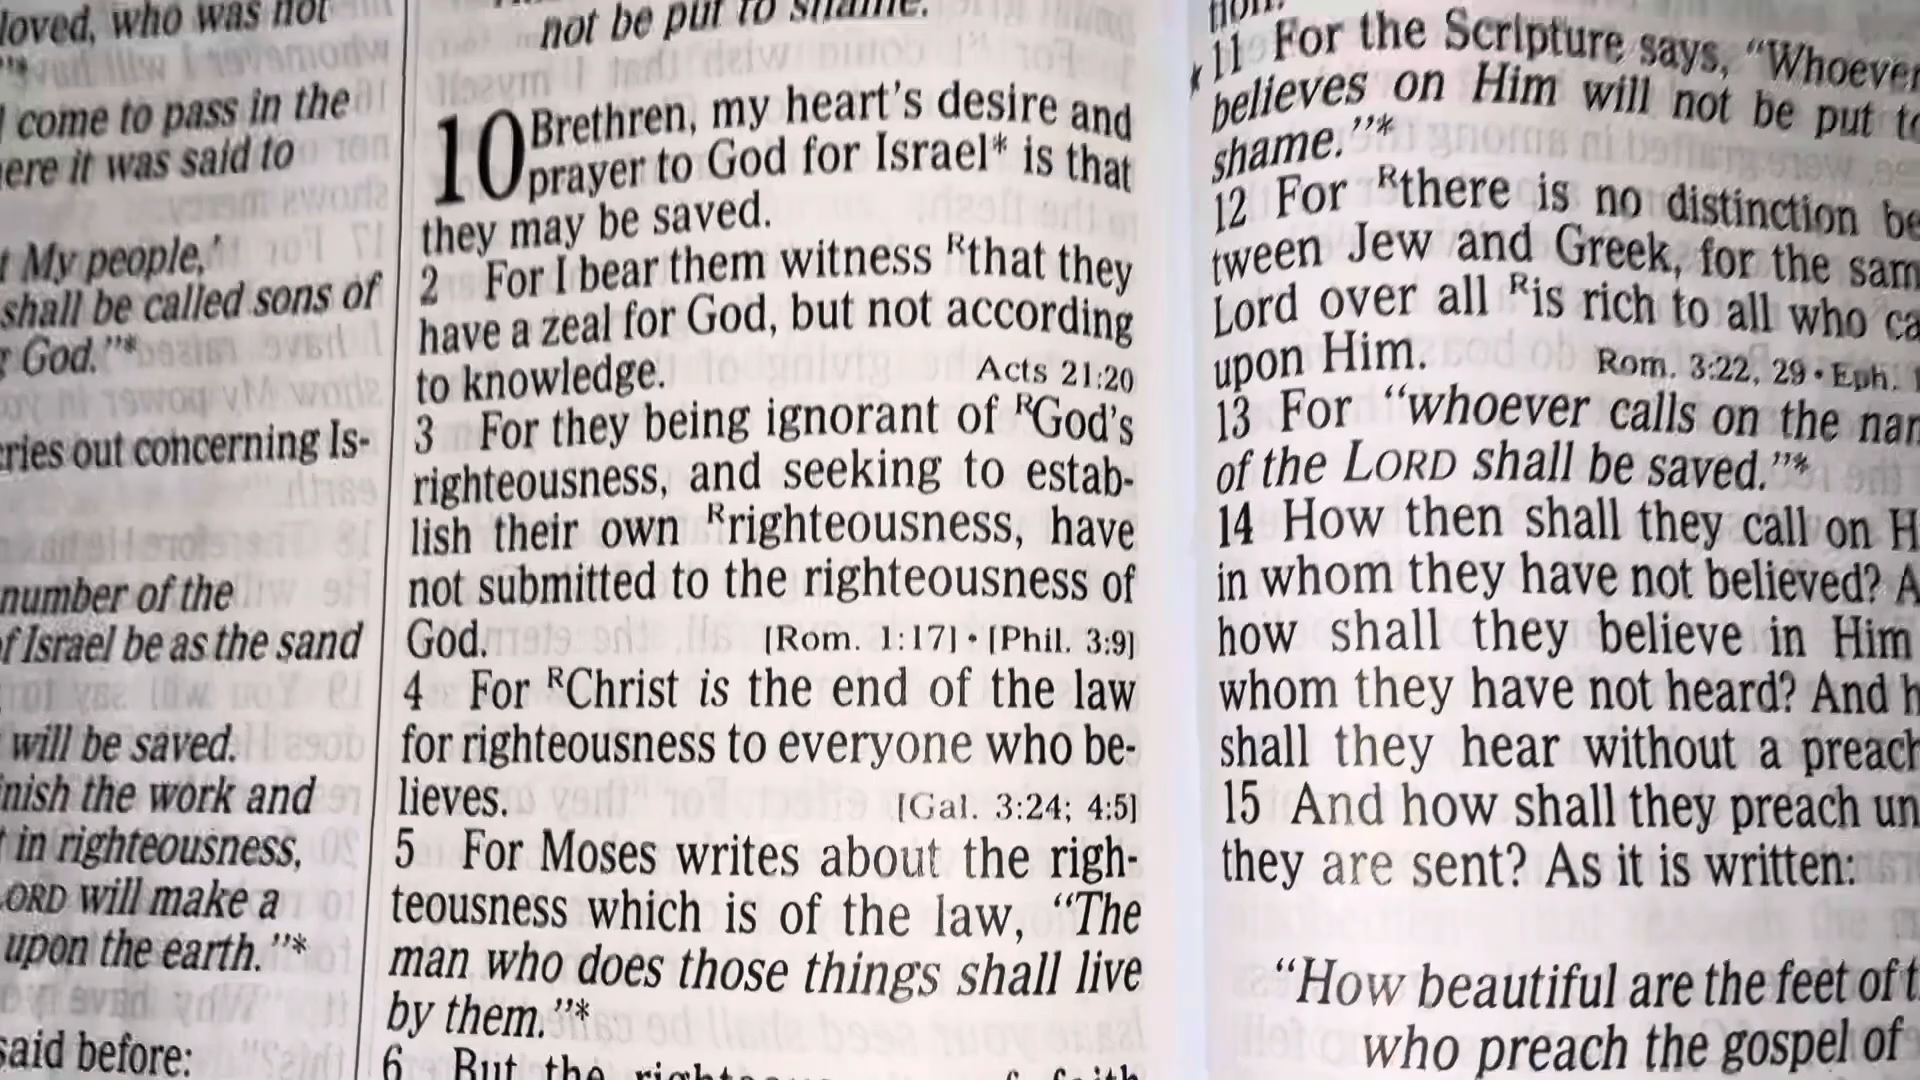 loved, who was not
come to pass in the
here it was said to
My people,'
shall be called sons of
God."*
cries out concerning Is-
number of the
of Israel be as the sand
will be saved.
the work and
in righteousness,
LORD will make a
upon the earth."*
said before:
not be put to shame."
10 Brethren, my heart's desire and
prayer to God for Israel* is that
they may be saved.
2 For I bear them witness Rthat they
have a zeal for God, but not according
to knowledge. Acts 21:20
3 For they being ignorant of RGod's
righteousness, and seeking to estab-
lish their own Rrighteousness, have
not submitted to the righteousness of
God. [Rom. 1:17] • [Phil. 3:9]
4 For RChrist is the end of the law
for righteousness to everyone who be-
lieves. [Gal. 3:24; 4:5]
5 For Moses writes about the righ-
teousness which is of the law, "The
man who does those things shall live
by them."*
6 But the of faith
11 For the Scripture says, "Whoever
believes on Him will not be put to
shame."*
12 For Rthere is no distinction be
tween Jew and Greek, for the sam
Lord over all Ris rich to all who ca
upon Him. Rom. 3:22, 29 • Eph.
13 For "whoever calls on the nam
of the LORD shall be saved."*
14 How then shall they call on H
in whom they have not believed? A
how shall they believe in Him
whom they have not heard? And h
shall they hear without a preach
15 And how shall they preach un
they are sent? As it is written:
"How beautiful are the feet of t
who preach the gospel of